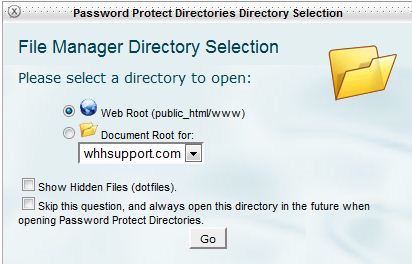 Password Protect Directories Directory Selection
File Manager Directory Selection
Please select a directory to open:
Web Root (public_html/www)
Document Root for:
whhsupport.com
Show Hidden Files (dotfiles).
Skip this question, and always open this directory in the future when
opening Password Protect Directories.
Go